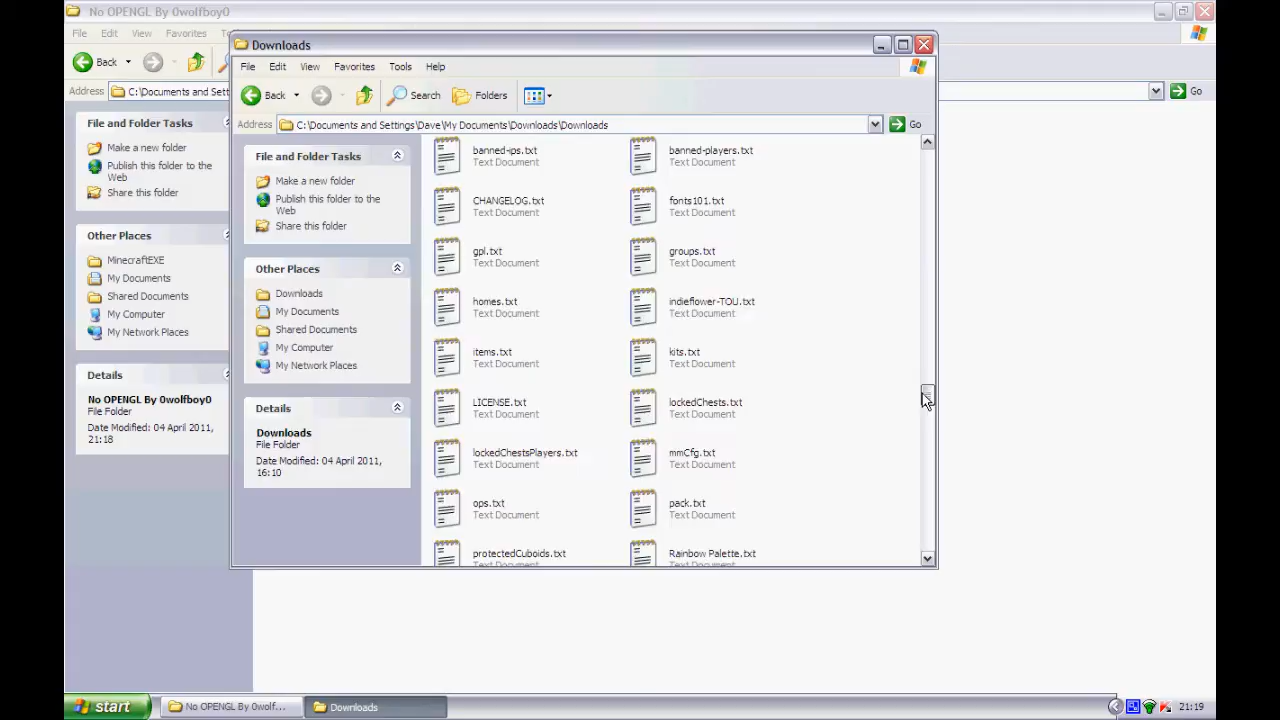 No OPENGL By 0wolfboy0
File Edit View Favorites
Back
Address C:\Documents and Sett
Go
File and Folder Tasks
Make a new folder
Publish this folder to the
Web
Share this folder
Other Places
MinecraftEXE
My Documents
Shared Documents
My Computer
My Network Places
Details
No OPENGL By 0wolfboy0
File Folder
Date Modified: 04 April 2011,
21:18
Downloads
File Edit View Favorites Tools Help
Back Search Folders
Address C:\Documents and Settings\Dave\My Documents\Downloads\Downloads Go
File and Folder Tasks
Make a new folder
Publish this folder to the
Web
Share this folder
Other Places
Downloads
My Documents
Shared Documents
My Computer
My Network Places
Details
Downloads
File Folder
Date Modified: 04 April 2011,
16:10
banned-ips.txt banned-players.txt
Text Document Text Document
CHANGELOG.txt fonts101.txt
Text Document Text Document
gpl.txt groups.txt
Text Document Text Document
homes.txt indieflower-TOU.txt
Text Document Text Document
items.txt kits.txt
Text Document Text Document
LICENSE.txt lockedChests.txt
Text Document Text Document
lockedChestsPlayers.txt mmCfg.txt
Text Document Text Document
ops.txt pack.txt
Text Document Text Document
protectedCuboids.txt Rainbow Palette.txt
Text Document Text Document
start No OPENGL By 0wolf... Downloads 21:19